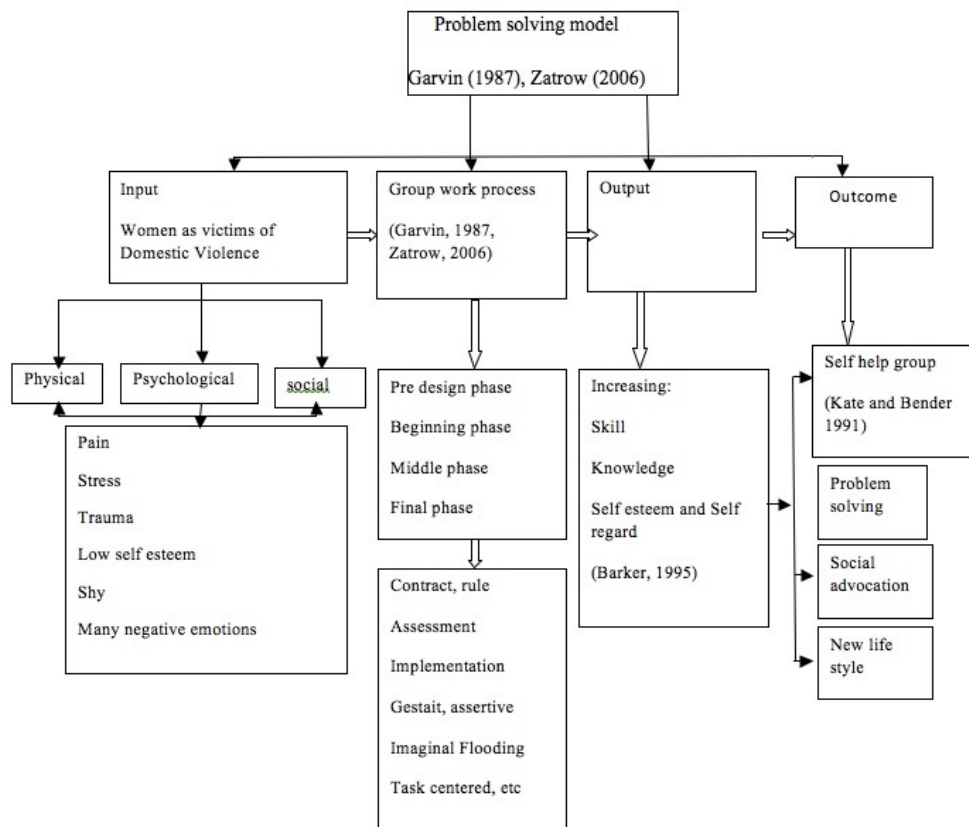 Problem solving model
Garvin (1987), Zatrow (2006)
Input
Women as victims of
Domestic Violence
Group work process
(Garvin, 1987,
Zatrow, 2006)
Output
Outcome
Physical
Psychological
social
Pain
Stress
Trauma
Low self esteem
Shy
Many negative emotions
Pre design phase
Beginning phase
Middle phase
Final phase
Contract, rule
Assessment
Implementation
Gestait, assertive
Imaginal Flooding
Task centered, etc
Increasing:
Skill
Knowledge
Self esteem and Self
regard
(Barker, 1995)
Self help group
(Kate and Bender
1991)
Problem
solving
Social
advocation
New life
style